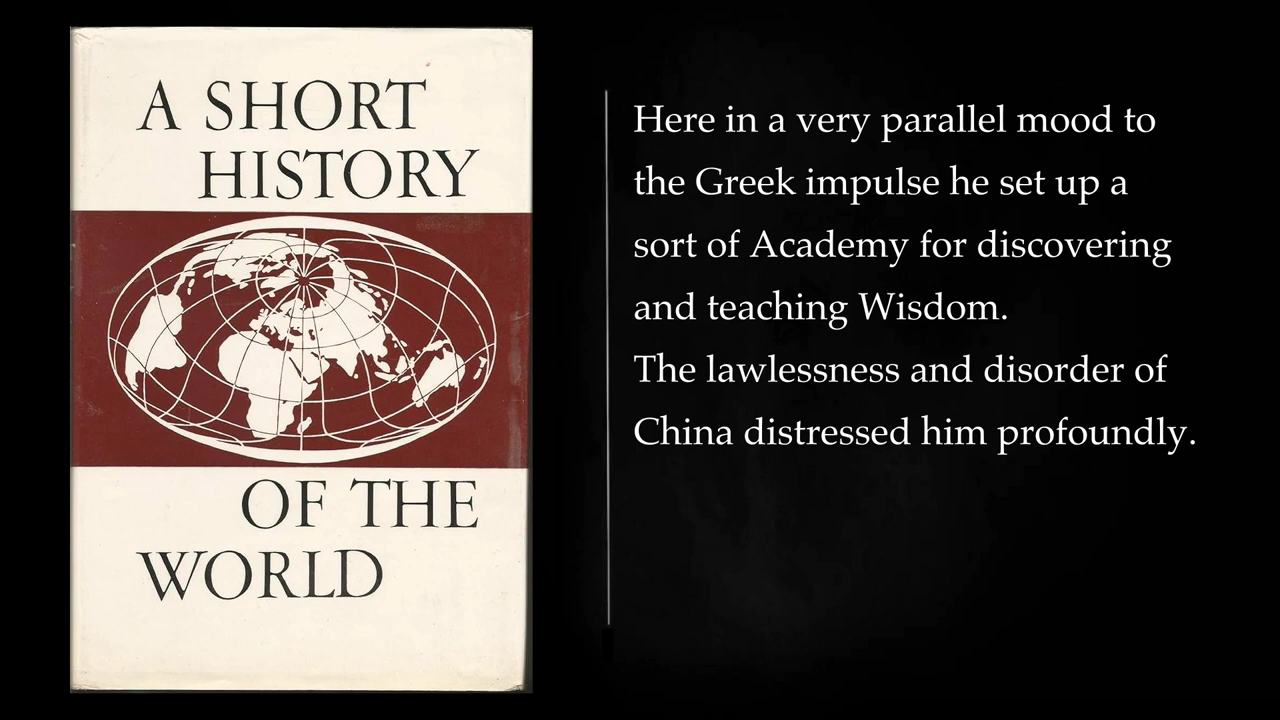 A SHORT
HISTORY
OF THE
WORLD
Here in a very parallel mood to
the Greek impulse he set up a
sort of Academy for discovering
and teaching Wisdom.
The lawlessness and disorder of
China distressed him profoundly.